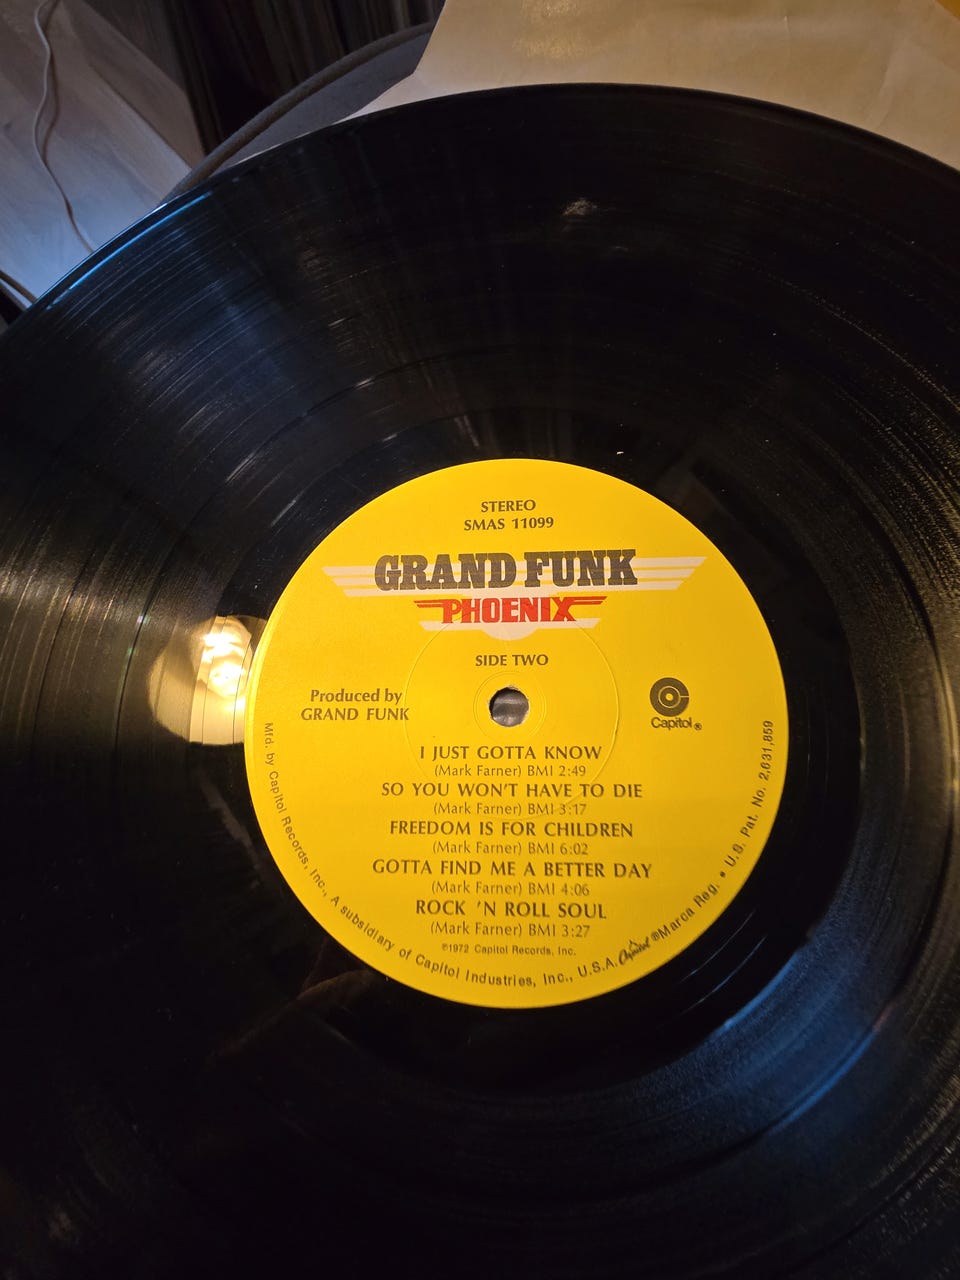 STEREO
SMAS 11099
GRAND FUNK
PHOENIX
SIDE TWO
Produced by
GRAND FUNK
Capitol®
I JUST GOTTA KNOW
(Mark Farner) BMI 2:49
SO YOU WON'T HAVE TO DIE
(Mark Farner) BMI 3:17
FREEDOM IS FOR CHILDREN
(Mark Farner) BMI 6:02
GOTTA FIND ME A BETTER DAY
(Mark Farner) BMI 4:06
ROCK 'N ROLL SOUL
(Mark Farner) BMI 3:27
℗1972 Capitol Records, Inc.
Mfd. by Capitol Records, Inc., A subsidiary of Capitol Industries, Inc., U.S.A. Capitol ®Marca Reg. • U.S. Pat. No. 2,631,859